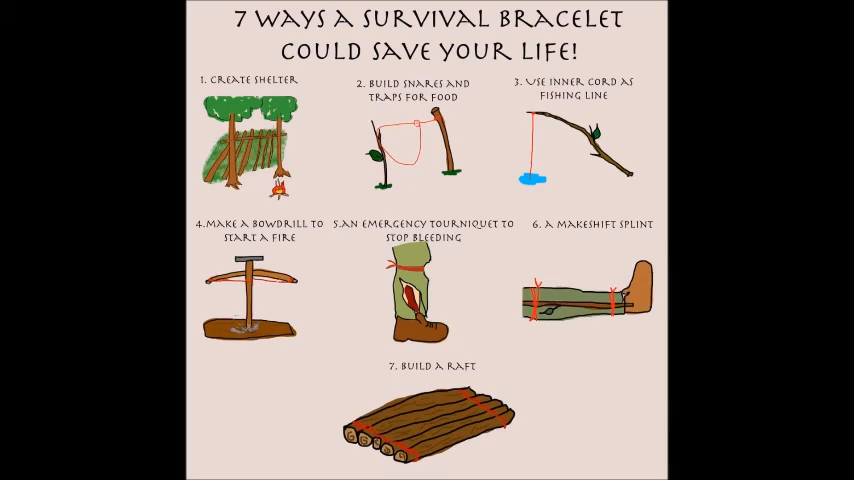 7 WAYS A SURVIVAL BRACELET
COULD SAVE YOUR LIFE!
1. CREATE SHELTER
2. BUILD SNARES AND
TRAPS FOR FOOD
3. USE INNER CORD AS
FISHING LINE
4.MAKE A BOWDRILL TO
START A FIRE
5.AN EMERGENCY TOURNIQUET TO
STOP BLEEDING
6. A MAKESHIFT SPLINT
7. BUILD A RAFT